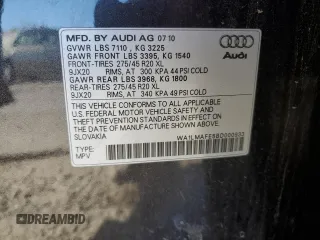 MFD. BY AUDI AG 07 10
GVWR LBS 7110, KG 3225
GAWR FRONT LBS 3395, KG 1540
FRONT-TIRES 275/45 R20 XL
9JX20 RIMS, AT 300 KPA 44 PSI COLD
GAWR REAR LBS 3968, KG 1800
REAR-TIRES 275/45 R20 XL
9JX20 RIMS, AT 340 KPA 49 PSI COLD
Audi
THIS VEHICLE CONFORMS TO ALL APPLICABLE
U.S. FEDERAL MOTOR VEHICLE SAFETY AND
THEFT PREVENTION STANDARDS IN EFFECT ON
THE DATE OF MANUFACTURE SHOWN ABOVE.
SLOVAKIA
TYPE:
MPV
DREAMBID